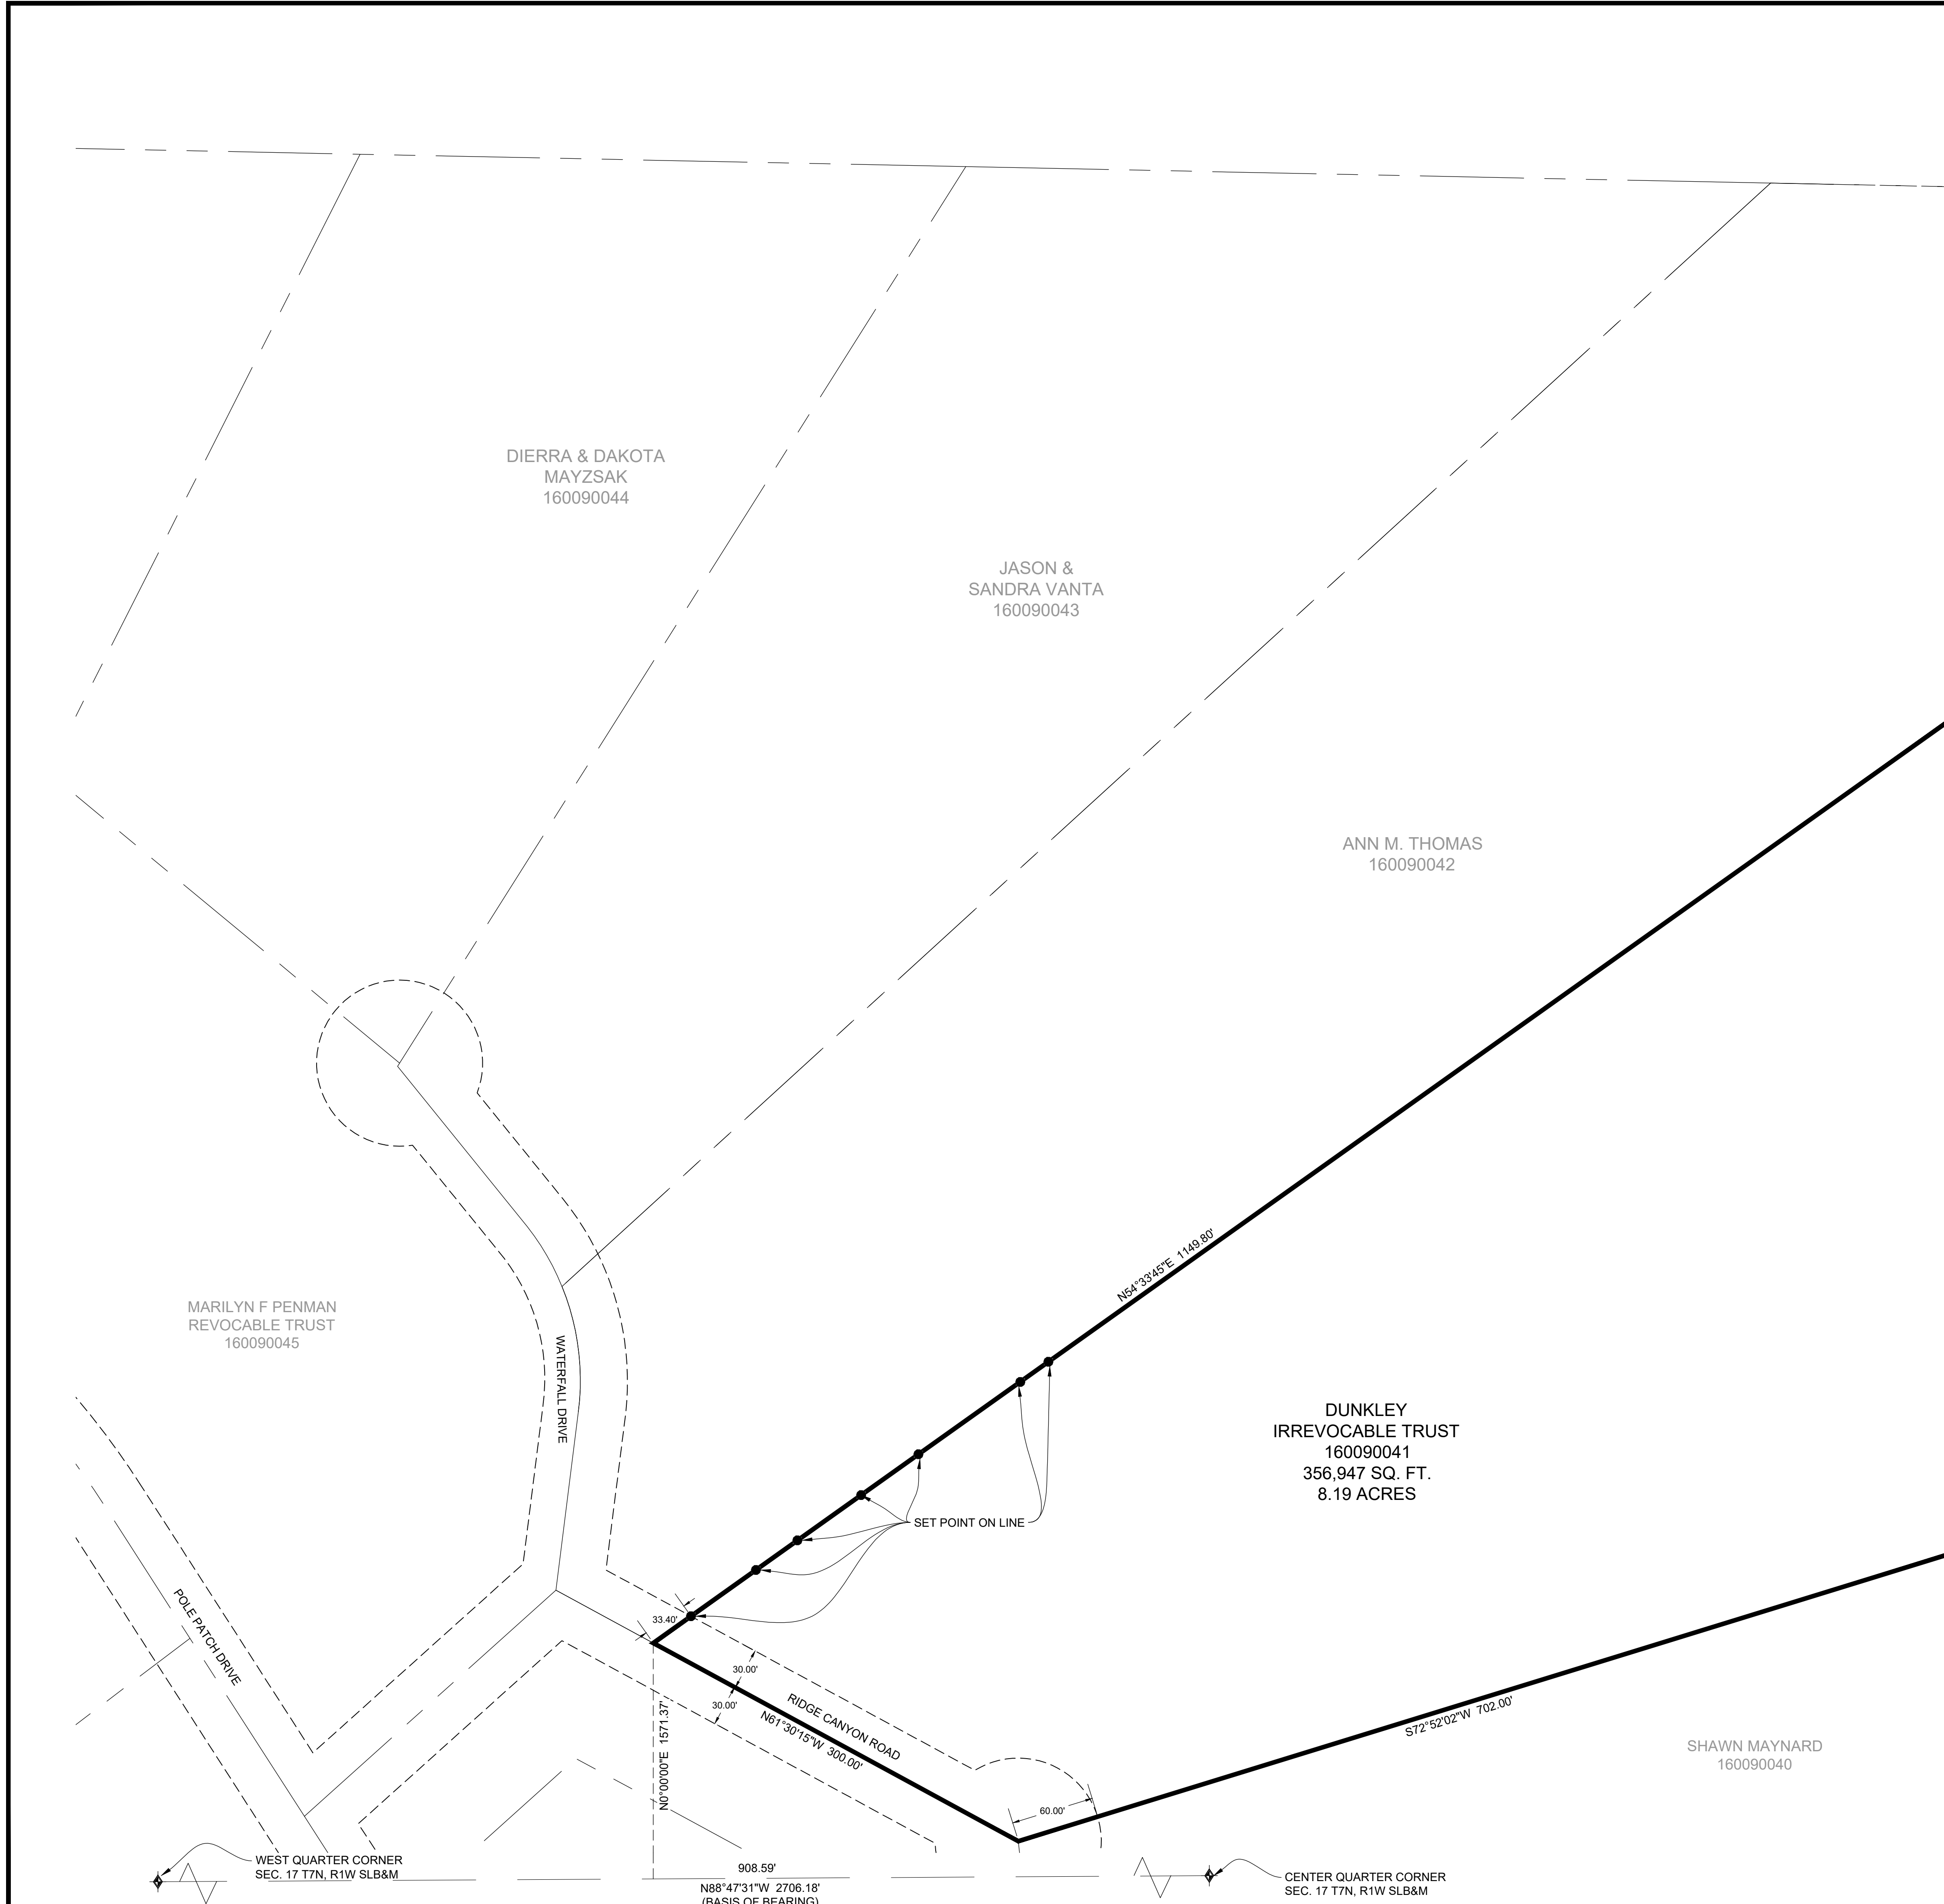 DIERRA & DAKOTA
MAYZSAK
160090044
JASON &
SANDRA VANTA
160090043
ANN M. THOMAS
160090042
N54°33'45"E 1149.80'
MARILYN F PENMAN
REVOCABLE TRUST
160090045
WATERFALL DRIVE
DUNKLEY
IRREVOCABLE TRUST
160090041
356,947 SQ. FT.
8.19 ACRES
SET POINT ON LINE
POLE PATCH DRIVE
33.40'
30.00'
30.00'
RIDGE CANYON ROAD
N61°30'15"W 300.00'
N0°00'00"E 1571.37'
S72°52'02"W 702.00'
SHAWN MAYNARD
160090040
60.00'
WEST QUARTER CORNER
SEC. 17 T7N, R1W SLB&M
908.59'
N88°47'31"W 2706.18'
(BASIS OF BEARING)
CENTER QUARTER CORNER
SEC. 17 T7N, R1W SLB&M